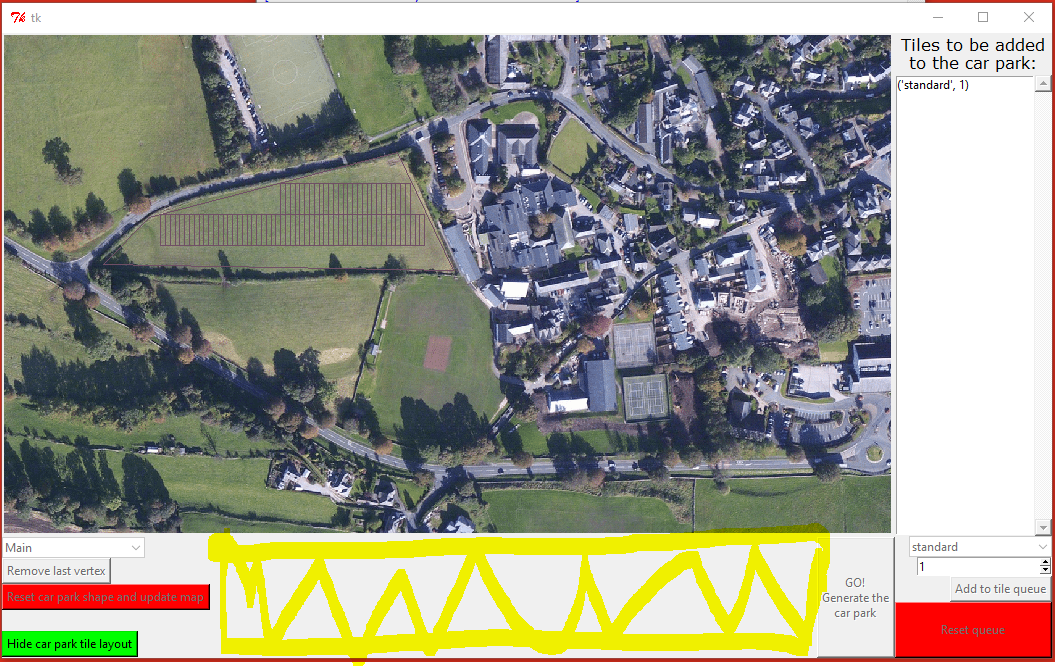 tk
Tiles to be added
to the car park:
('standard', 1)
Main
Remove last vertex
Reset car park shape and update map
Hide car park tile layout
GO!
Generate the
car park
standard
1
Add to tile queue
Reset queue